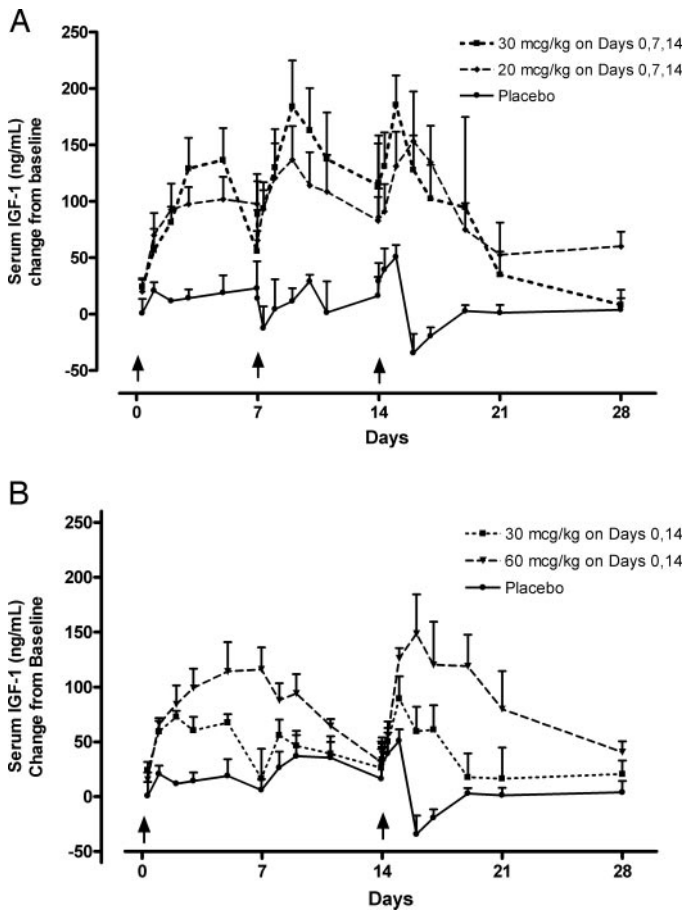 A
Serum IGF-1 (ng/mL)
change from baseline
250
200
150
100
50
0
-50
30 mcg/kg on Days 0,7,14
20 mcg/kg on Days 0,7,14
Placebo
0 7 14 21 28
Days
B
Serum IGF-1 (ng/mL)
Change from Baseline
250
200
150
100
50
0
-50
30 mcg/kg on Days 0,14
60 mcg/kg on Days 0,14
Placebo
0 7 14 21 28
Days